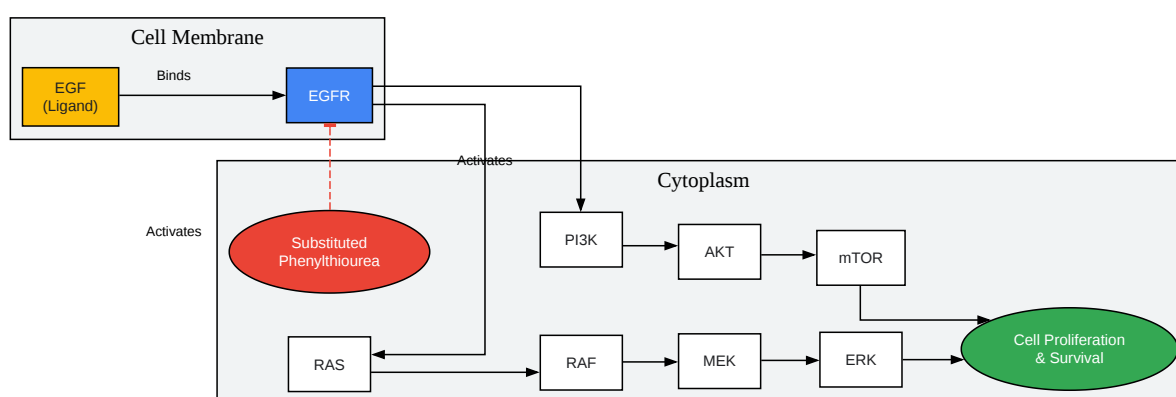 Cell Membrane
EGF
(Ligand)
Binds
EGFR
Activates
Cytoplasm
Activates
Substituted
Phenylthiourea
PI3K
AKT
mTOR
RAS
RAF
MEK
ERK
Cell Proliferation
& Survival